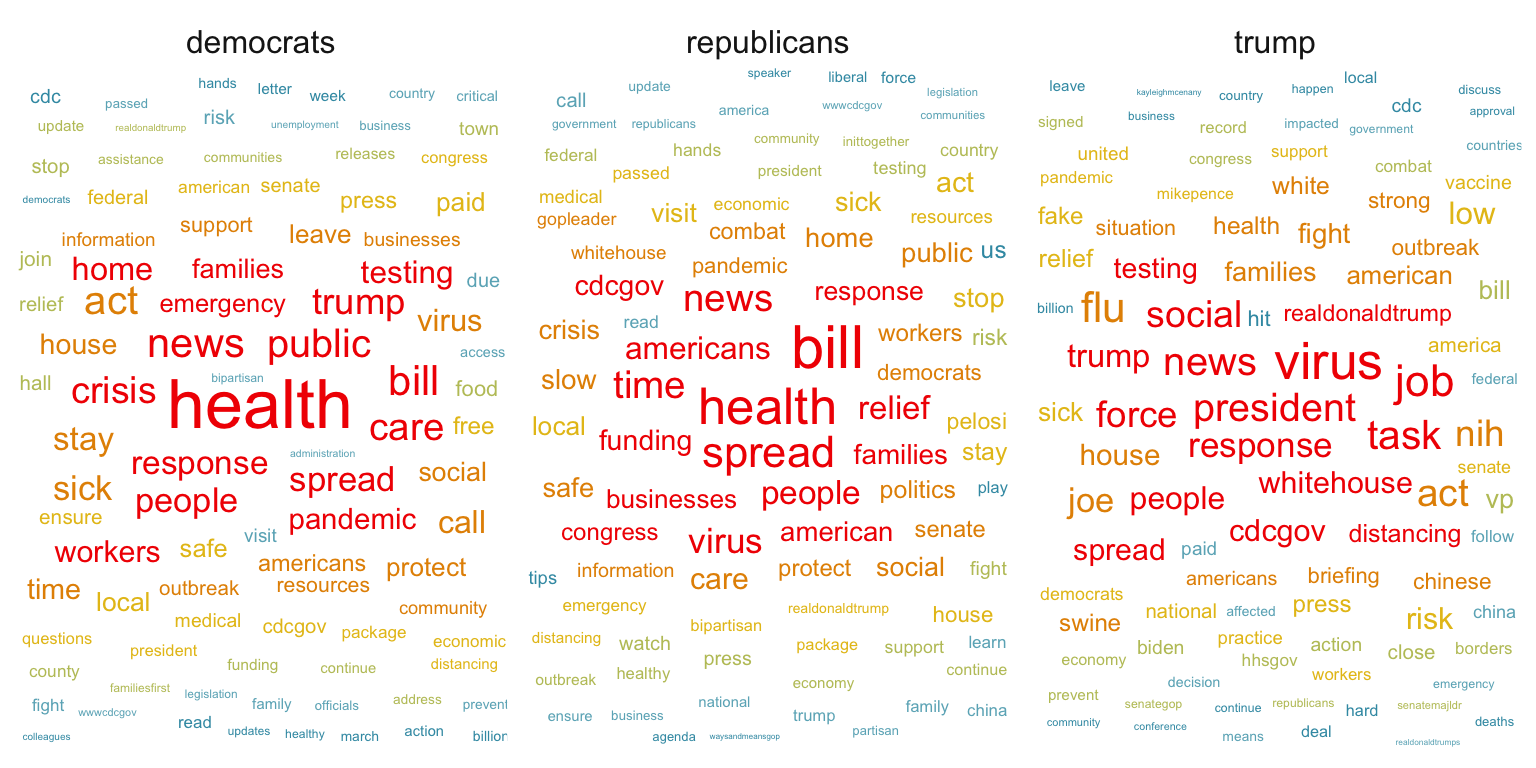 democrats
hands letter week country critical
cdc passed risk
update realdonaldtrump unemployment business town
stop assistance communities releases congress
democrats federal american senate press paid
information support leave businesses
join home families testing due
relief act emergency trump virus
house news public access
hall crisis bipartisan health bill food
stay care free
response administration spread social
sick people
ensure visit pandemic call
workers safe americans protect
time outbreak resources
local community
medical cdcgov package economic
questions president distancing
county funding continue
familiesfirst legislation address
fight wwwcdcgov family officials prevent
colleagues read updates healthy march action billion
republicans
speaker liberal force
call update america wwwcdcgov legislation
government republicans communities
federal hands community inittogether country
passed president testing act
medical visit economic sick resources
gopleader combat home
whitehouse pandemic public us
cdcgov news response stop
crisis read bill workers risk
americans
slow time democrats
local health relief pelosi
funding spread families stay
safe businesses people politics play
congress virus american senate
tips information care protect social fight
emergency realdonaldtrump house
distancing watch bipartisan package support learn
outbreak healthy press economy continue
ensure business national trump family china
agenda waysandmeansgop partisan
trump
leave kayleighmcenany country happen local discuss
business cdc approval
signed record impacted government
united congress support countries
pandemic mikepence white combat vaccine
fake situation health fight strong low
relief testing families american outbreak
bill
billion flu social hit realdonaldtrump
trump news virus america
job federal
sick force president
house response task nih
senate
joe people whitehouse act vp
cdcgov distancing follow
spread paid
americans briefing chinese
democrats national affected press
swine risk china
biden practice action close borders
economy hhsgov workers
prevent decision emergency
senategop continue republicans hard senatemajldr
community conference means deal deaths
realdonaldtrumps